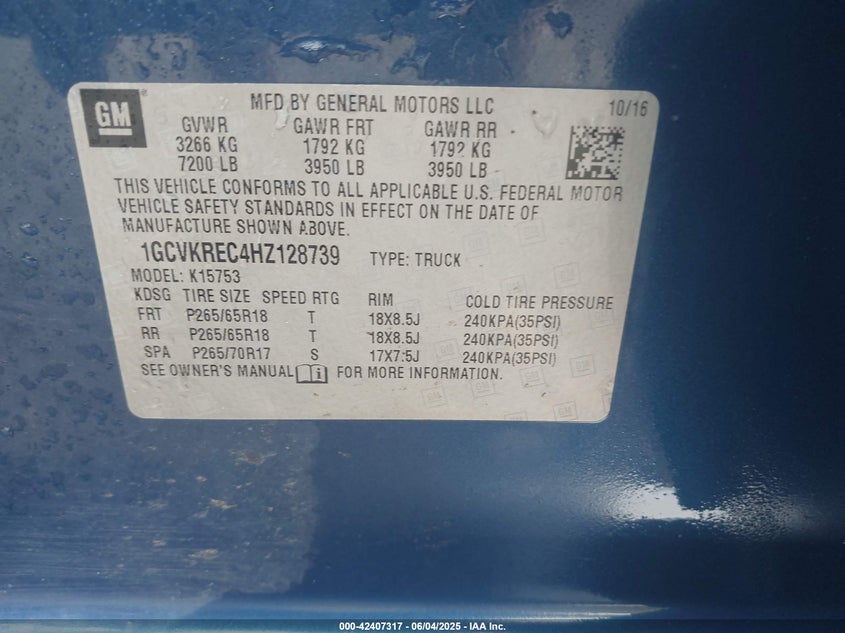 GM
MFD BY GENERAL MOTORS LLC 10/16
GVWR GAWR FRT GAWR RR
3266 KG 1792 KG 1792 KG
7200 LB 3950 LB 3950 LB
THIS VEHICLE CONFORMS TO ALL APPLICABLE U.S. FEDERAL MOTOR
VEHICLE SAFETY STANDARDS IN EFFECT ON THE DATE OF
MANUFACTURE SHOWN ABOVE.
1GCVKREC4HZ128739 TYPE: TRUCK
MODEL: K15753
KDSG TIRE SIZE SPEED RTG RIM COLD TIRE PRESSURE
FRT P265/65R18 T 18X8.5J 240KPA(35PSI)
RR P265/65R18 T 18X8.5J 240KPA(35PSI)
SPA P265/70R17 S 17X7.5J 240KPA(35PSI)
SEE OWNER'S MANUAL FOR MORE INFORMATION.
000-42407317 - 06/04/2025 - IAA Inc.